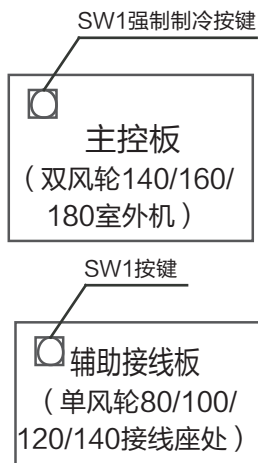 SW1强制制冷按键
主控板
（双风轮140/160/
180室外机）
SW1按键
辅助接线板
（单风轮80/100/
120/140接线座处）